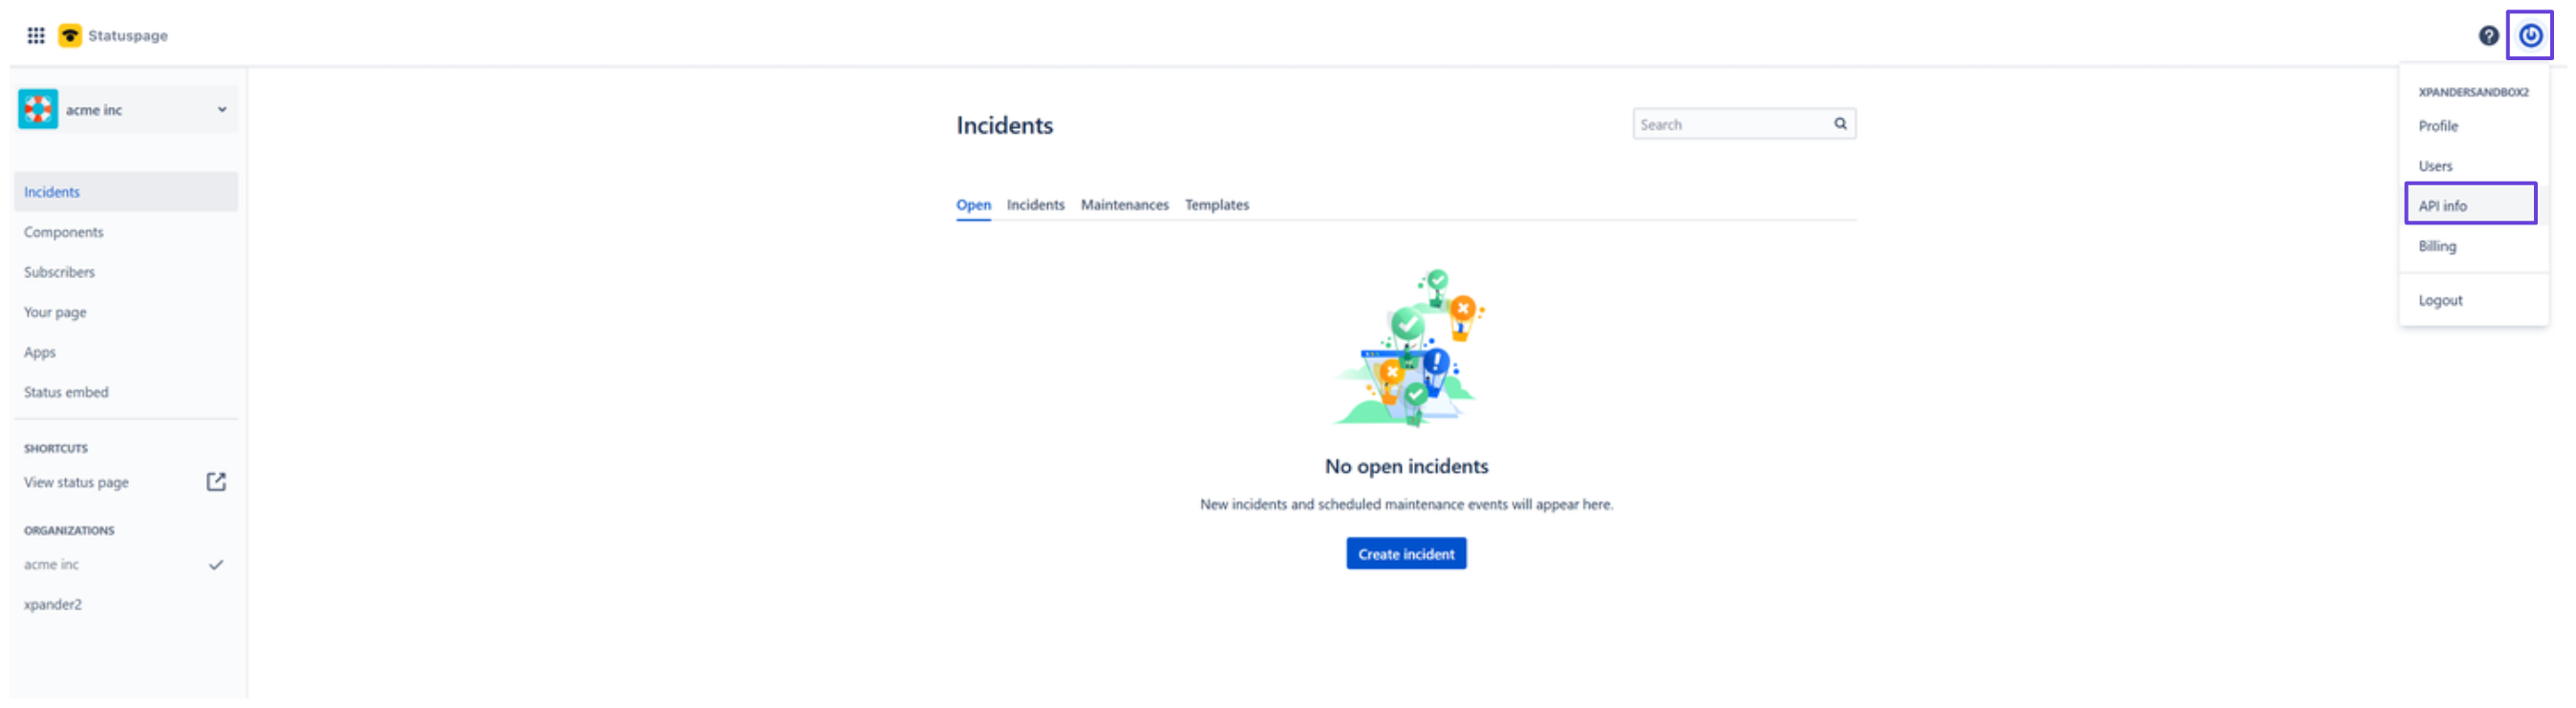 Statuspage
acme inc
Incidents
Components
Subscribers
Your page
Apps
Status embed
SHORTCUTS
View status page
ORGANIZATIONS
acme inc
xpander2
Incidents
Search
Open Incidents Maintenances Templates
No open incidents
New incidents and scheduled maintenance events will appear here.
Create incident
?
XPANDERSANDBOX2
Profile
Users
API info
Billing
Logout